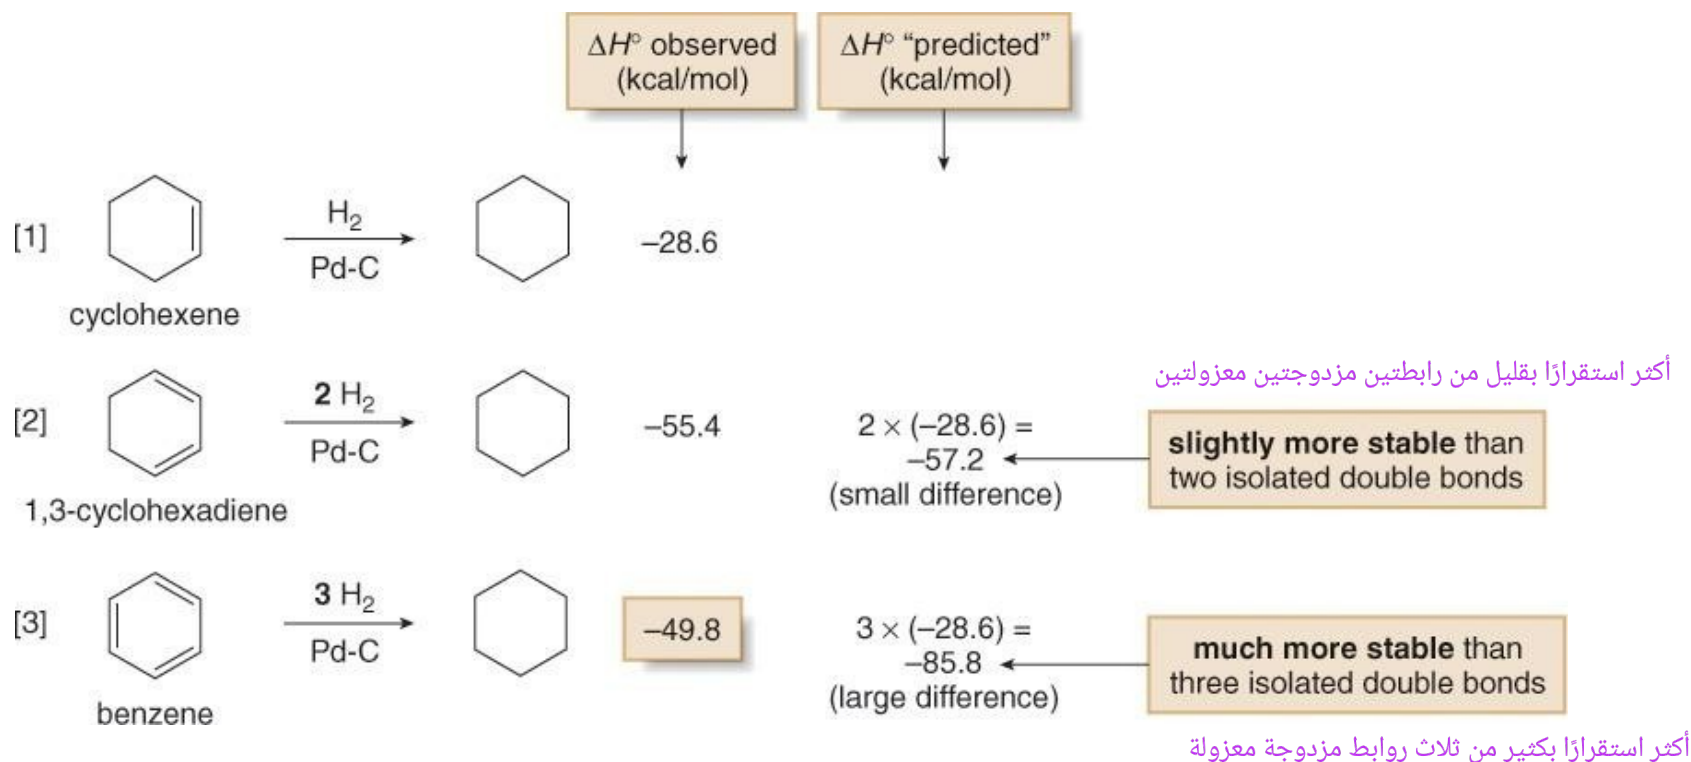 ΔH° observed
(kcal/mol)
ΔH° “predicted”
(kcal/mol)
[1]
H₂
Pd-C
–28.6
cyclohexene
أكثر استقرارًا بقليل من رابطتين مزدوجتين معزولتين
[2]
2 H₂
Pd-C
–55.4
2 × (–28.6) =
–57.2
(small difference)
slightly more stable than
two isolated double bonds
1,3-cyclohexadiene
[3]
3 H₂
Pd-C
–49.8
3 × (–28.6) =
–85.8
(large difference)
much more stable than
three isolated double bonds
benzene
أكثر استقرارًا بكثير من ثلاث روابط مزدوجة معزولة